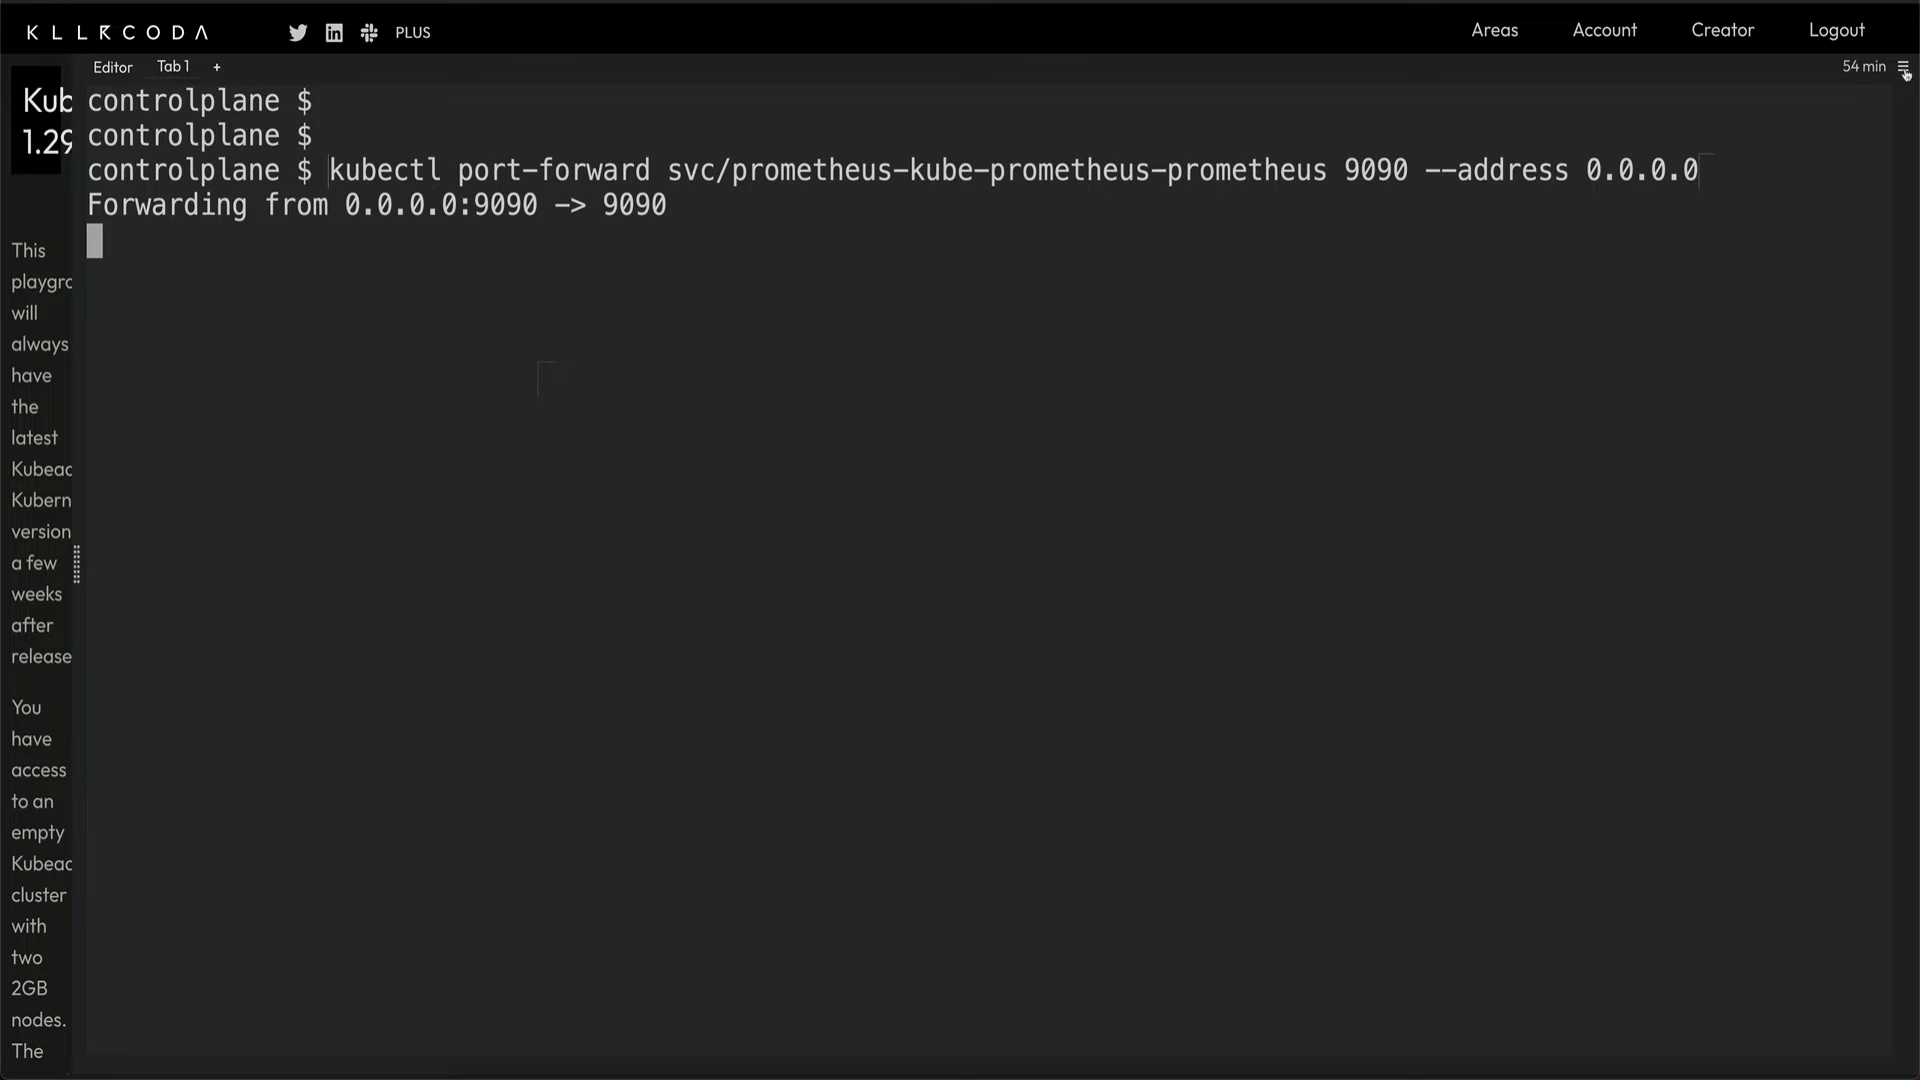 KLLRCODA
PLUS
Areas
Account
Creator
Logout
Editor
Tab 1
+
54 min
Kub
1.29
controlplane $
controlplane $
controlplane $ kubectl port-forward svc/prometheus-kube-prometheus-prometheus 9090 --address 0.0.0.0
Forwarding from 0.0.0.0:9090 -> 9090
This
playgro
will
always
have
the
latest
Kubead
Kubern
version
a few
weeks
after
release
You
have
access
to an
empty
Kubead
cluster
with
two
2GB
nodes.
The